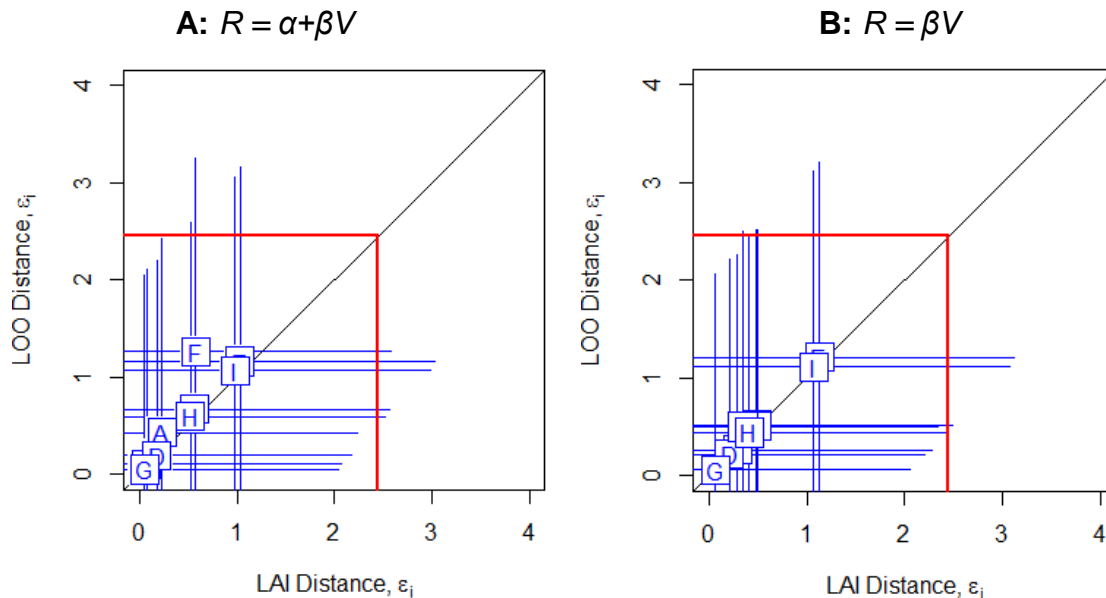 A: R = α+βV
B: R = βV
4
3
2
1
0
LOO Distance, εᵢ
F
I
H
A
D
G
0 1 2 3 4
LAI Distance, εᵢ
4
3
2
1
0
LOO Distance, εᵢ
I
H
D
G
0 1 2 3 4
LAI Distance, εᵢ